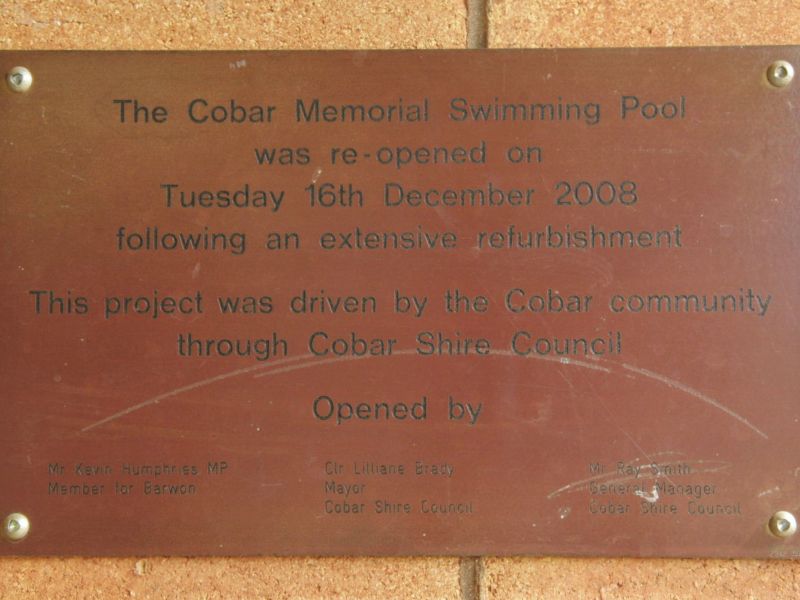 The Cobar Memorial Swimming Pool
was re-opened on
Tuesday 16th December 2008
following an extensive refurbishment
This project was driven by the Cobar community
through Cobar Shire Council
Opened by
Mr. Kevin Humphries MP
Member for Barwon
Clr Lilliane Brady
Mayor
Cobar Shire Council
Mr. Ray Smith
General Manager
Cobar Shire Council